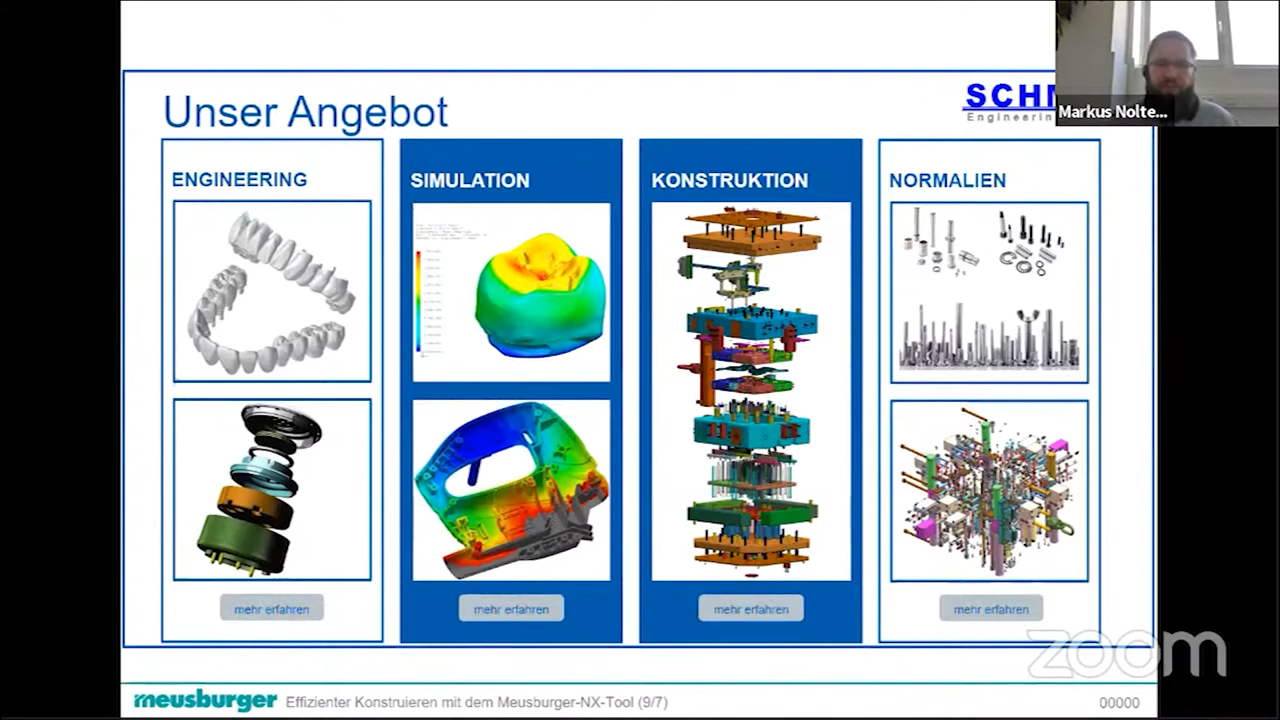 Unser Angebot
SCHN
Engineerin
Markus Nolte...
ENGINEERING
SIMULATION
KONSTRUKTION
NORMALIEN
mehr erfahren
mehr erfahren
mehr erfahren
mehr erfahren
zoom
meusburger
Effizienter Konstruieren mit dem Meusburger-NX-Tool (9/7)
00000